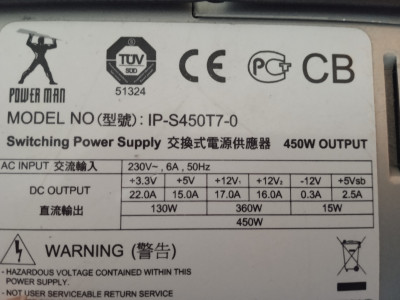 POWER MAN
TÜV
51324
CE
PCT
CB
MODEL NO (型號): IP-S450T7-0
Switching Power Supply 交換式電源供應器 450W OUTPUT
AC INPUT 交流輸入 230V~, 6A, 50Hz
DC OUTPUT 直流輸出
+3.3V +5V +12V₁ +12V₂ -12V +5Vsb
22.0A 15.0A 17.0A 16.0A 0.3A 2.5A
130W 360W 15W
450W
WARNING (警告)
- HAZARDOUS VOLTAGE CONTAINED WITHIN THIS
POWER SUPPLY.
- NOT USER SERVICEABLE RETURN SERVICE